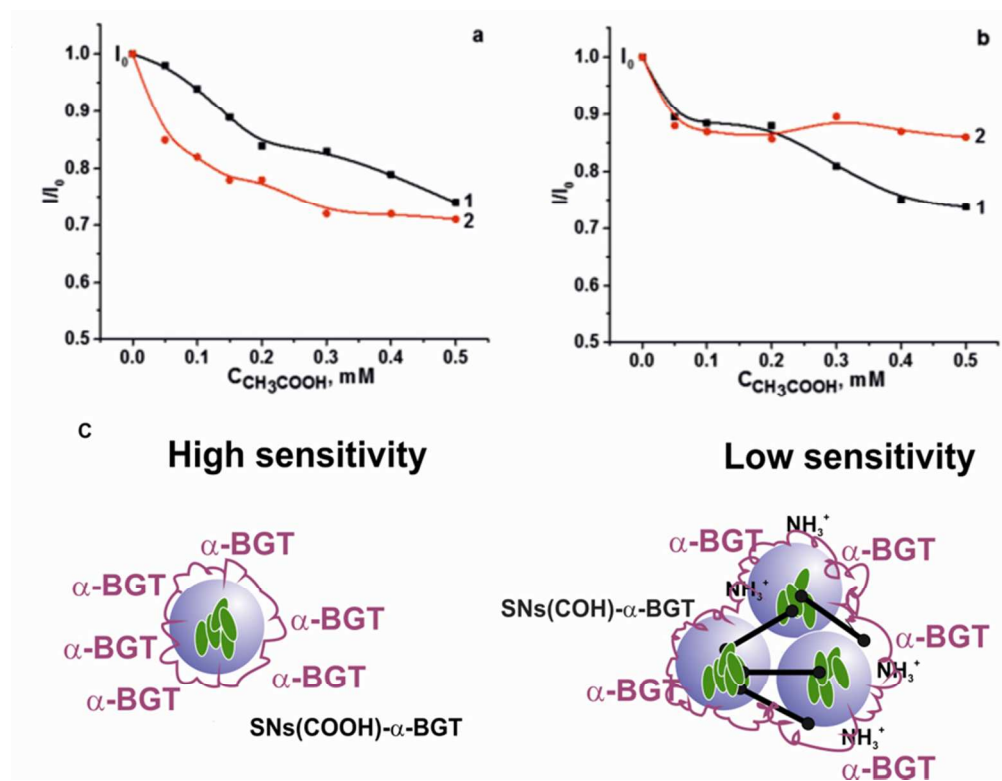 a
I₀
1.0
0.9
0.8
0.7
0.6
0.5
I/I₀
1
2
0.0 0.1 0.2 0.3 0.4 0.5
C_CH₃COOH, mM
b
I₀
1.0
0.9
0.8
0.7
0.6
0.5
I/I₀
2
1
0.0 0.1 0.2 0.3 0.4 0.5
C_CH₃COOH, mM
C
High sensitivity
α-BGT
α-BGT
α-BGT
α-BGT
α-BGT
α-BGT
α-BGT
SNs(COOH)-α-BGT
Low sensitivity
NH₃⁺
α-BGT
α-BGT
NH₃⁺
SNs(COH)-α-BGT
α-BGT
NH₃⁺
α-BGT
NH₃⁺
α-BGT